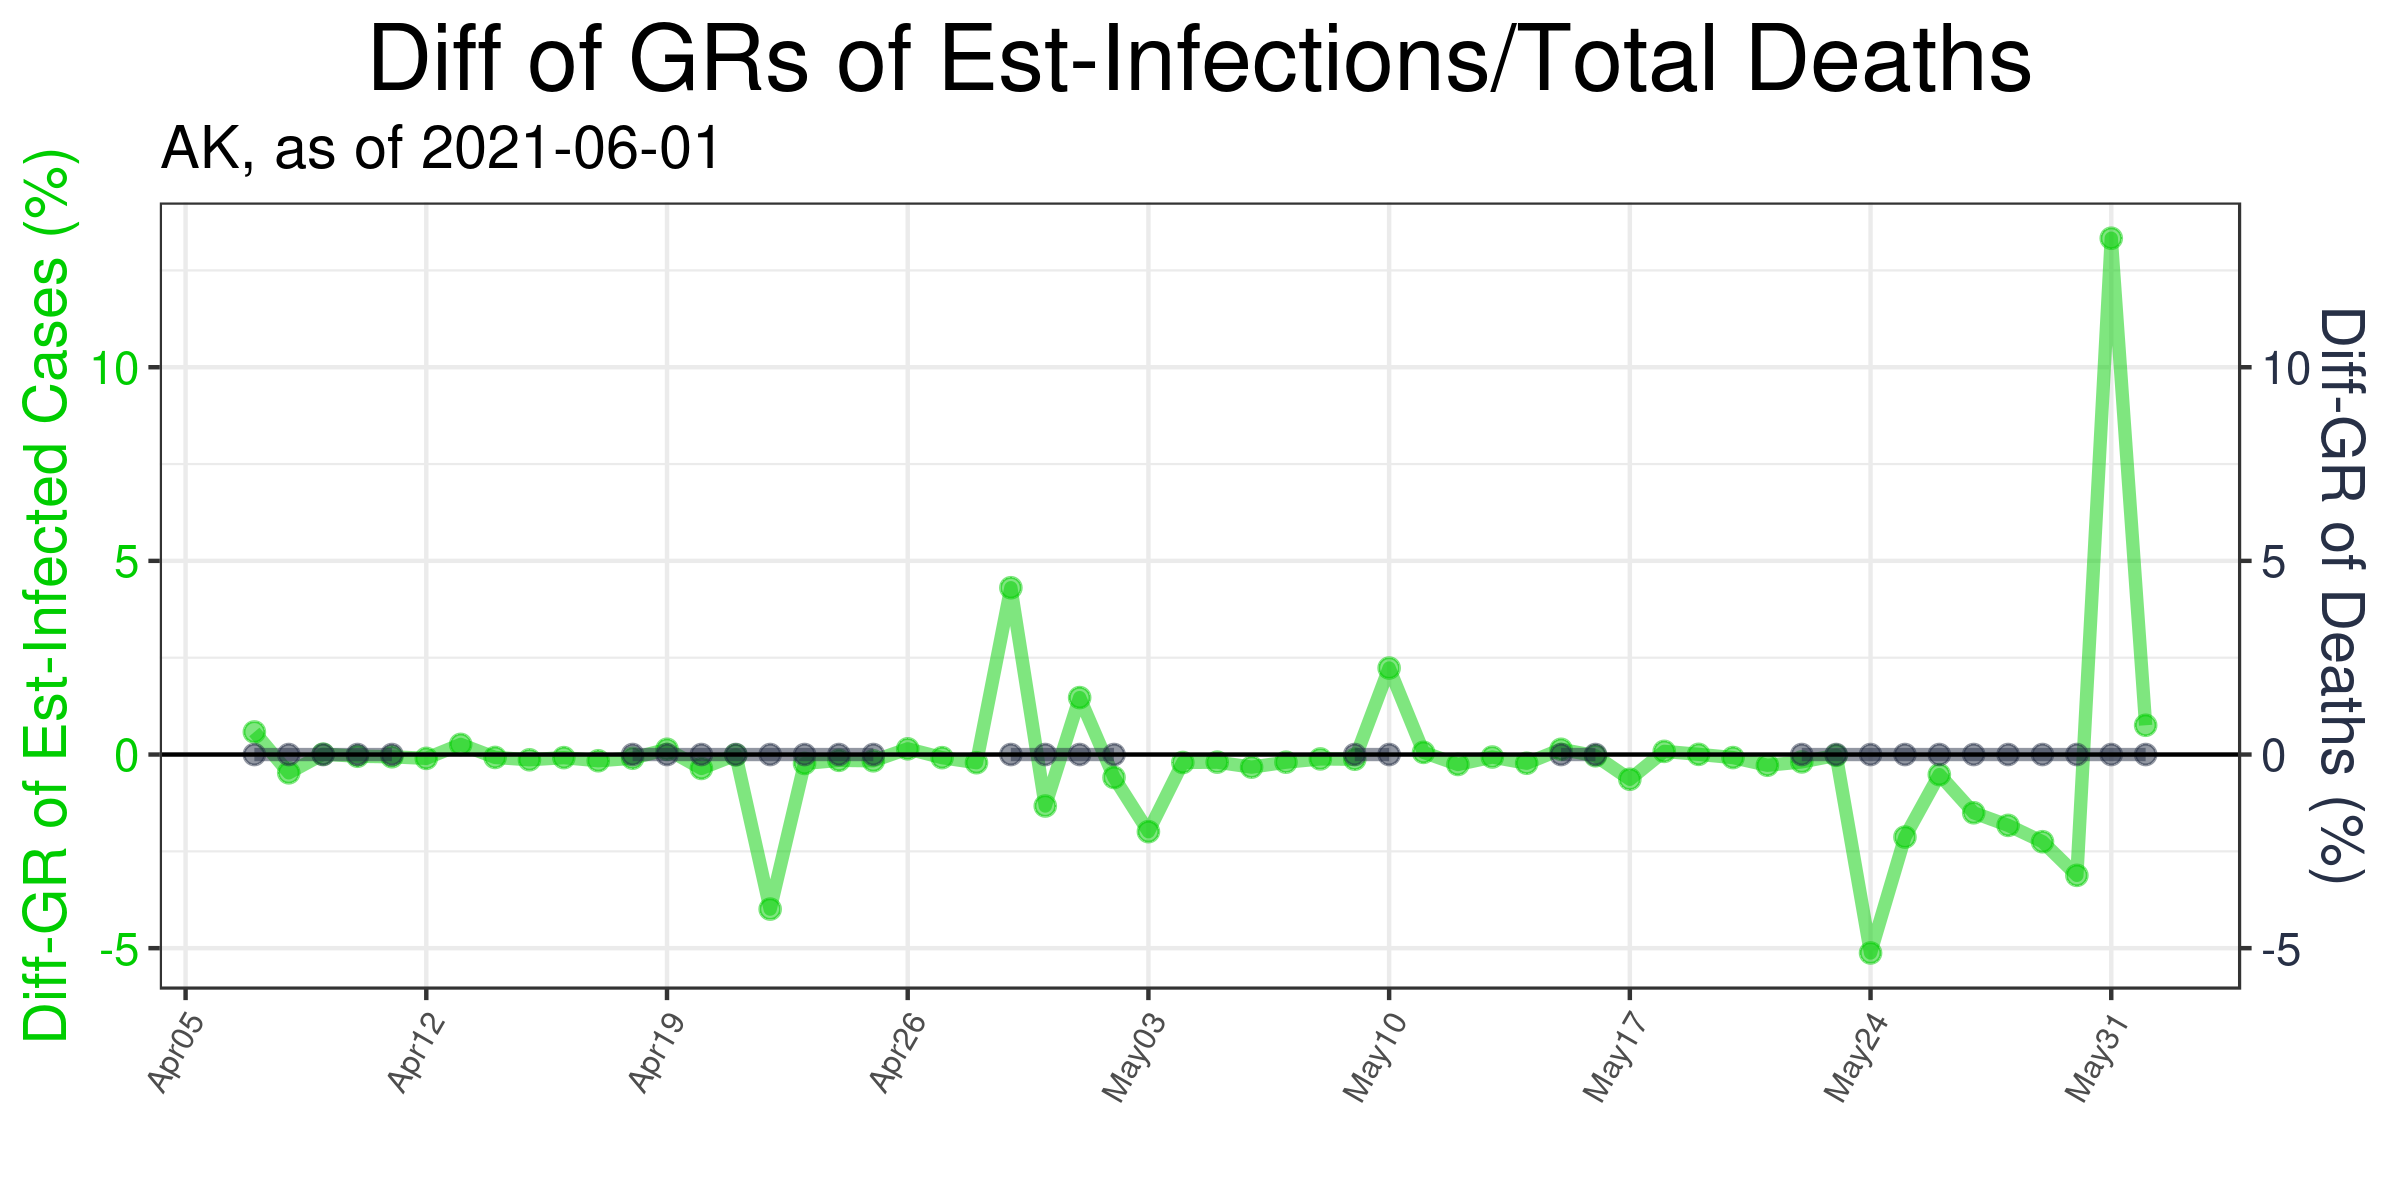 Diff of GRs of Est-Infections/Total Deaths
AK, as of 2021-06-01
Diff-GR of Est-Infected Cases (%)
10
5
0
-5
10
5
0
-5
Diff-GR of Deaths (%)
Apr05
Apr12
Apr19
Apr26
May03
May10
May17
May24
May31